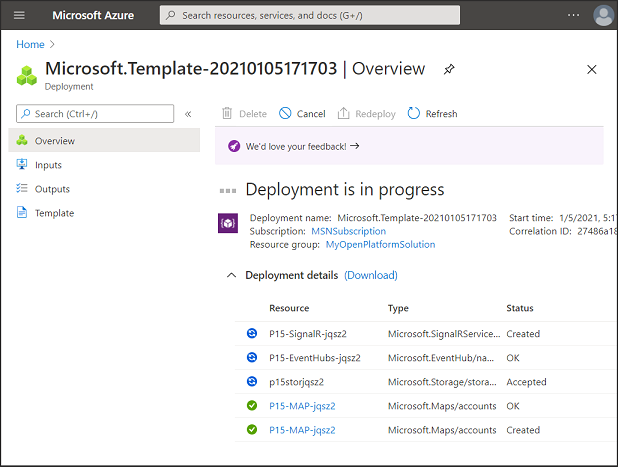 Microsoft Azure
Search resources, services, and docs (G+/)
Home
Microsoft.Template-20210105171703 | Overview
Deployment
Search (Ctrl+/)
Delete Cancel Redeploy Refresh
Overview
Inputs
Outputs
Template
We'd love your feedback! →
Deployment is in progress
Deployment name: Microsoft.Template-20210105171703 Start time: 1/5/2021, 5:17
Subscription: MSNSubscription Correlation ID: 27486a18
Resource group: MyOpenPlatformSolution
Deployment details (Download)
Resource Type Status
P15-SignalR-jqsz2 Microsoft.SignalRService... Created
P15-EventHubs-jqsz2 Microsoft.EventHub/na... OK
p15storjqsz2 Microsoft.Storage/stora... Accepted
P15-MAP-jqsz2 Microsoft.Maps/accounts OK
P15-MAP-jqsz2 Microsoft.Maps/accounts Created